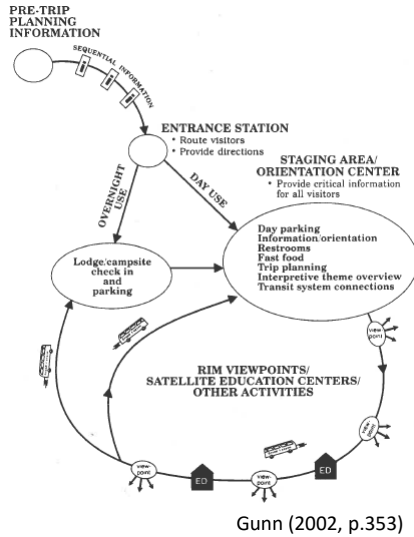 PRE-TRIP
PLANNING
INFORMATION
SEQUENTIAL INFORMATION
ENTRANCE STATION
• Route visitors
• Provide directions
STAGING AREA/
ORIENTATION CENTER
• Provide critical information
for all visitors
OVERNIGHT
USE
DAY USE
Lodge/campsite
check in
and
parking
Day parking
Information/orientation
Restrooms
Fast food
Trip planning
Interpretive theme overview
Transit system connections
view
point
RIM VIEWPOINTS/
SATELLITE EDUCATION CENTERS/
OTHER ACTIVITIES
view
point
view-
point
ED
view-
point
ED
Gunn (2002, p.353)